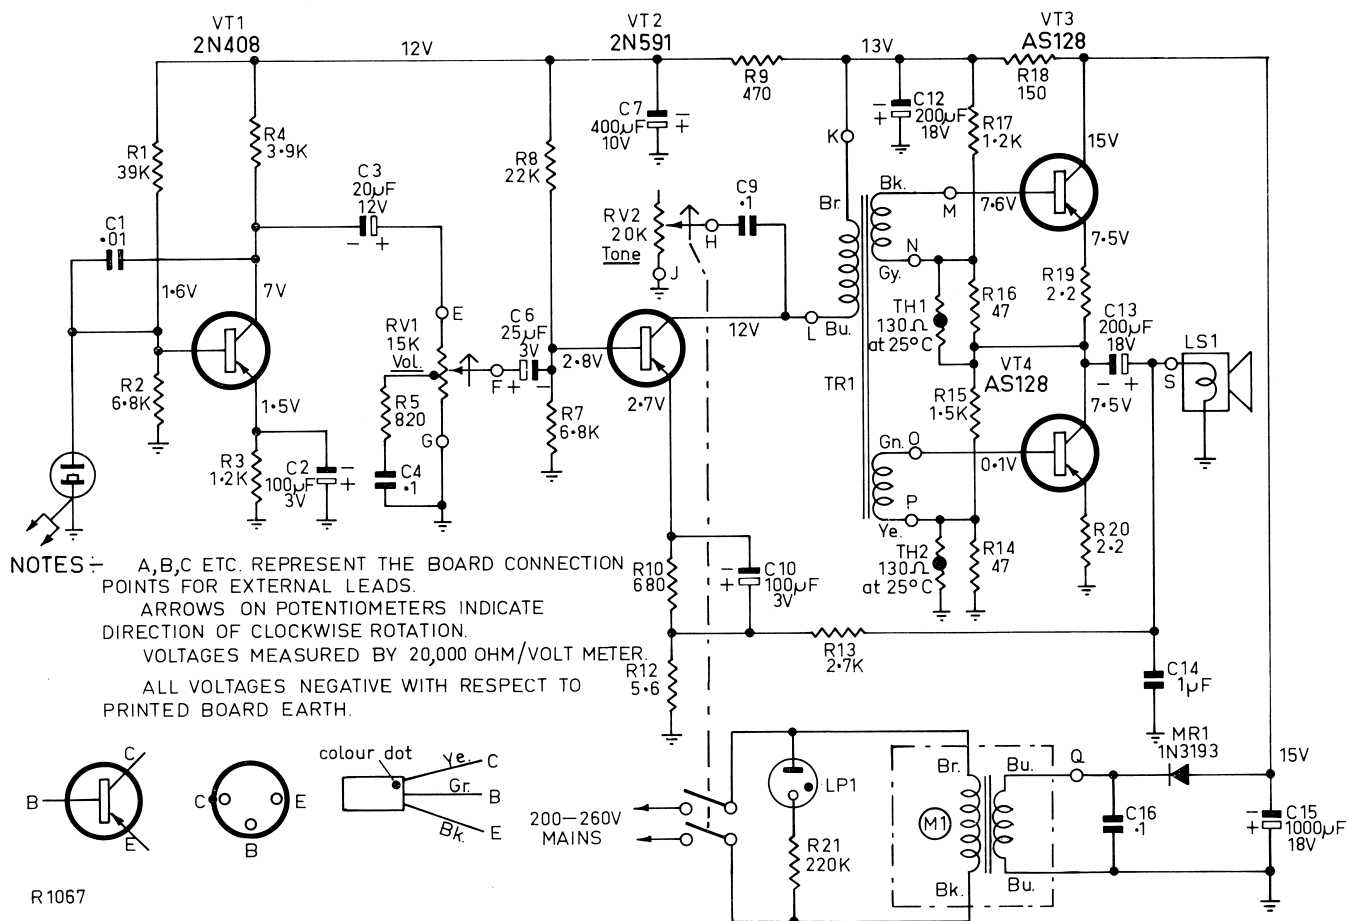 VT1
2N408
12V
VT2
2N591
13V
VT3
AS128
R9
470
R18
150
R1
39K
R4
3·9K
C3
20µF
12V
C1
·01
R8
22K
C7
400µF
10V
C12
200µF
18V
R17
1·2K
15V
K
RV2
20K
Tone
H
J
C9
·1
Br.
Bk.
M
7·6V
7·5V
N
Gy.
R19
2·2
1·6V
7V
E
RV1
15K
Vol.
C6
25µF
3V
F
2·8V
12V
L
Bu.
TH1
130Ω
at 25°C
R16
47
C13
200µF
18V
LS1
S
R2
6·8K
1·5V
R5
820
G
R7
6·8K
2·7V
TR1
VT4
AS128
R15
1·5K
7·5V
R3
1·2K
C2
100µF
3V
C4
·1
Gn.
O
0·1V
P
Ye.
TH2
130Ω
at 25°C
R14
47
R20
2·2
NOTES:- A,B,C ETC. REPRESENT THE BOARD CONNECTION
POINTS FOR EXTERNAL LEADS.
ARROWS ON POTENTIOMETERS INDICATE
DIRECTION OF CLOCKWISE ROTATION.
VOLTAGES MEASURED BY 20,000 OHM/VOLT METER.
ALL VOLTAGES NEGATIVE WITH RESPECT TO
PRINTED BOARD EARTH.
R10
680
C10
100µF
3V
R13
2·7K
R12
5·6
C14
1µF
C
B
E
C
E
B
colour dot
Ye. C
Gr. B
Bk. E
200–260V
MAINS
LP1
R21
220K
Br.
M1
Bk.
Bu.
Bu.
Q
MR1
1N3193
15V
C16
·1
C15
1000µF
18V
R1067